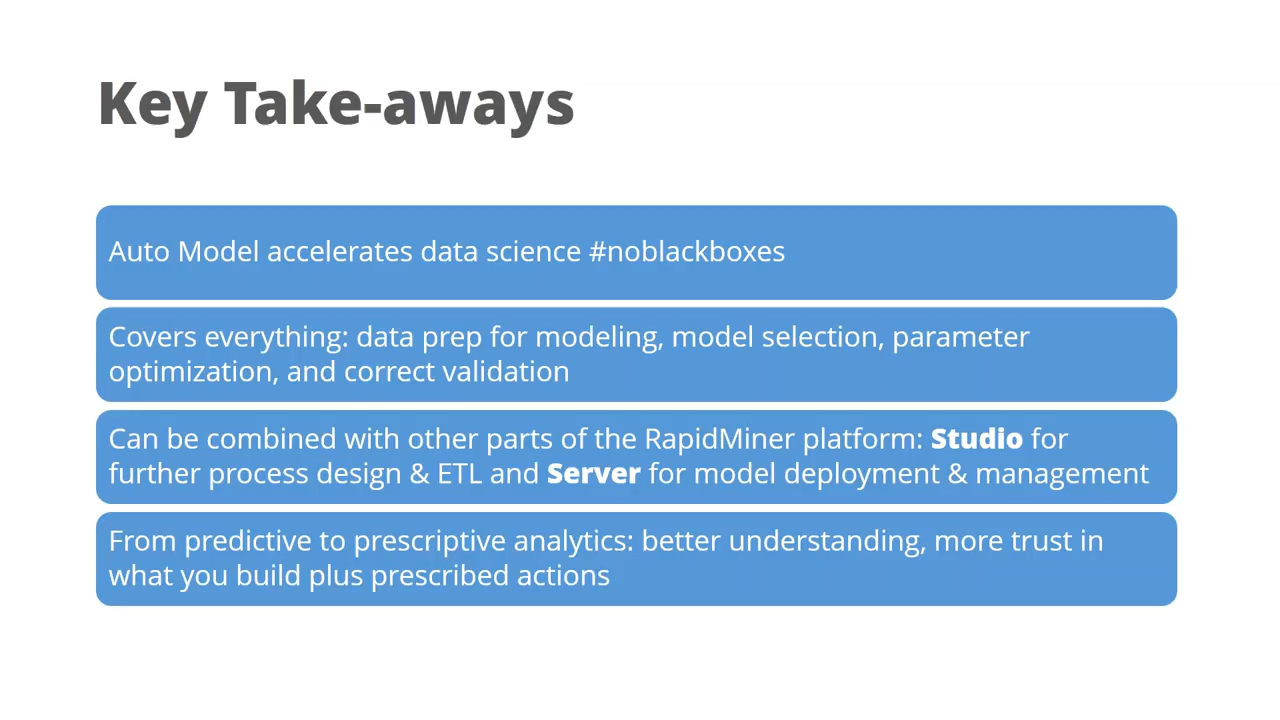 Key Take-aways
Auto Model accelerates data science #noblackboxes
Covers everything: data prep for modeling, model selection, parameter
optimization, and correct validation
Can be combined with other parts of the RapidMiner platform: Studio for
further process design & ETL and Server for model deployment & management
From predictive to prescriptive analytics: better understanding, more trust in
what you build plus prescribed actions